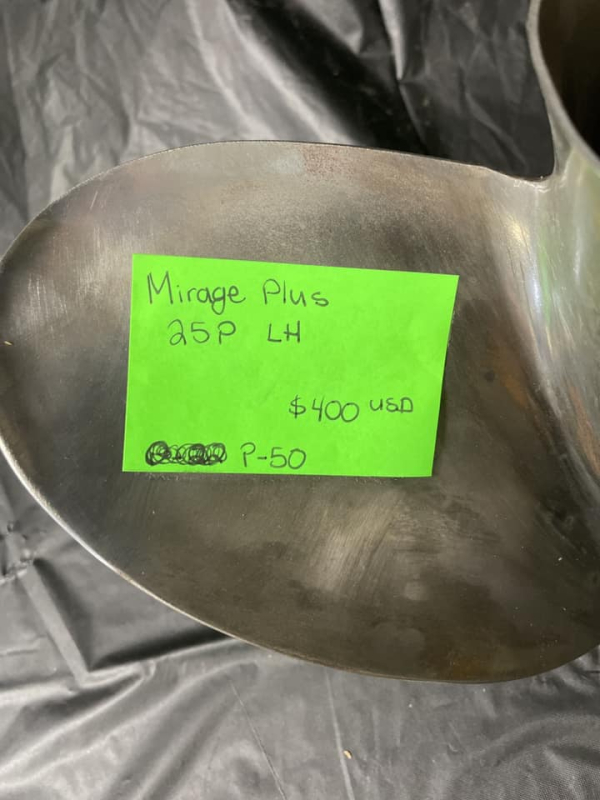 Mirage Plus
25P LH
$400 USD
P-50